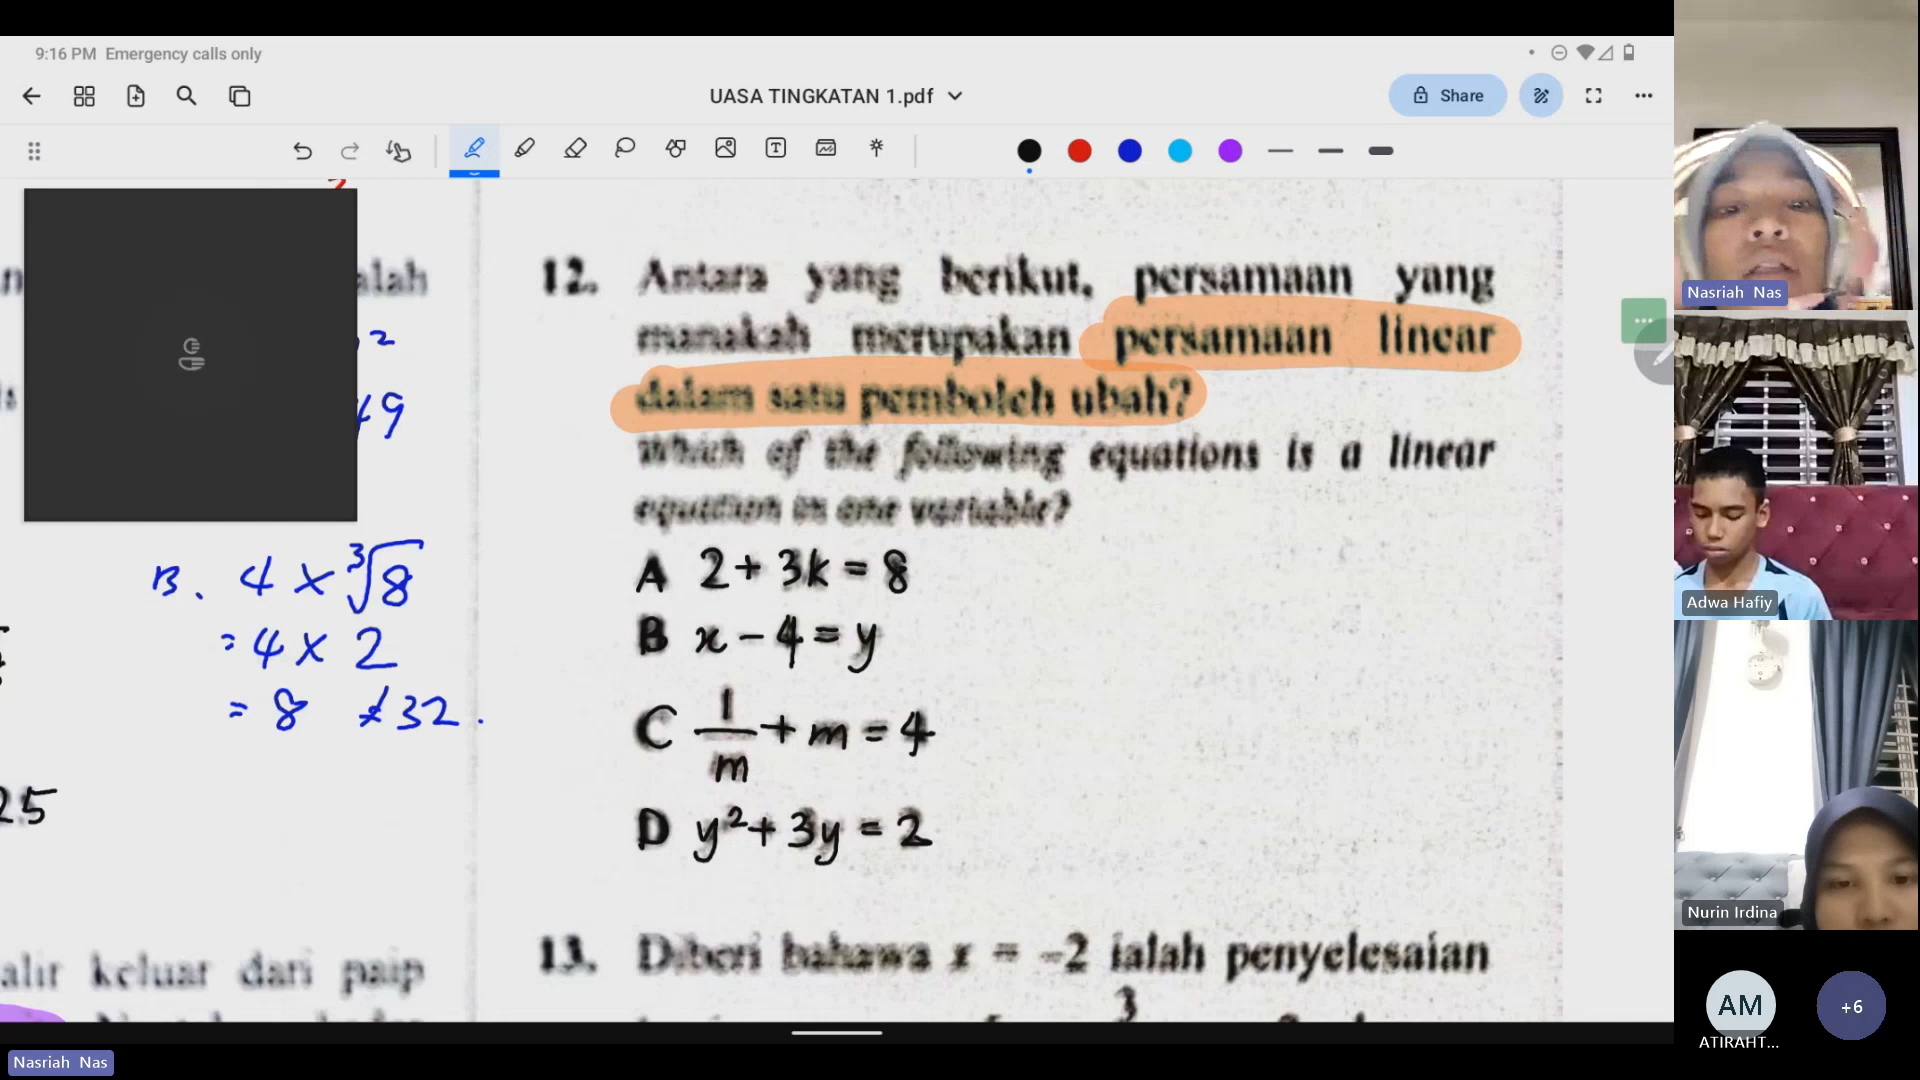 9:16 PM Emergency calls only
UASA TINGKATAN 1.pdf
Share
alah
2
49
B. 4 × ³√8
= 4 × 2
= 8 ≠ 32.
25
alir keluar dari paip
12. Antara yang berikut, persamaan yang
manakah merupakan persamaan linear
dalam satu pemboleh ubah?
Which of the following equations is a linear
equation in one variable?
A 2 + 3k = 8
B x − 4 = y
C 1/m + m = 4
D y² + 3y = 2
13. Diberi bahawa x = −2 ialah penyelesaian
3
Nasriah Nas
Adwa Hafiy
Nurin Irdina
AM
+6
ATIRAHT...
Nasriah Nas